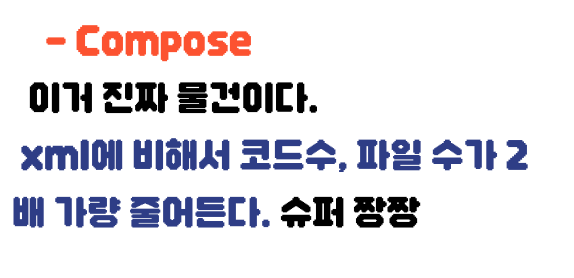 - Compose
이거 진짜 물건이다.
xml에 비해서 코드수, 파일 수가 2
배 가량 줄어든다. 슈퍼 짱짱